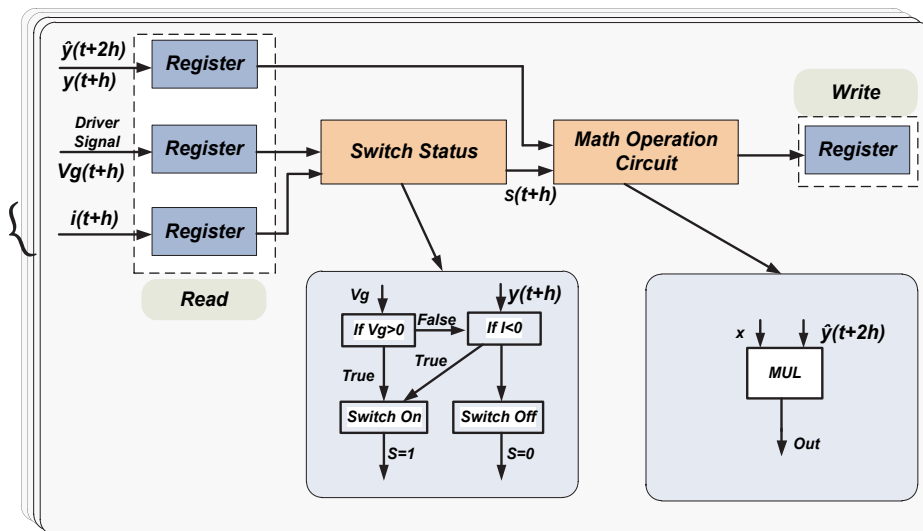 ŷ(t+2h)
y(t+h)
Register
Driver
Signal
Vg(t+h)
Register
i(t+h)
Register
Read
Switch Status
s(t+h)
Math Operation
Circuit
Write
Register
Vg
y(t+h)
If Vg>0
False
If I<0
True
True
Switch On
Switch Off
S=1
S=0
x
ŷ(t+2h)
MUL
Out